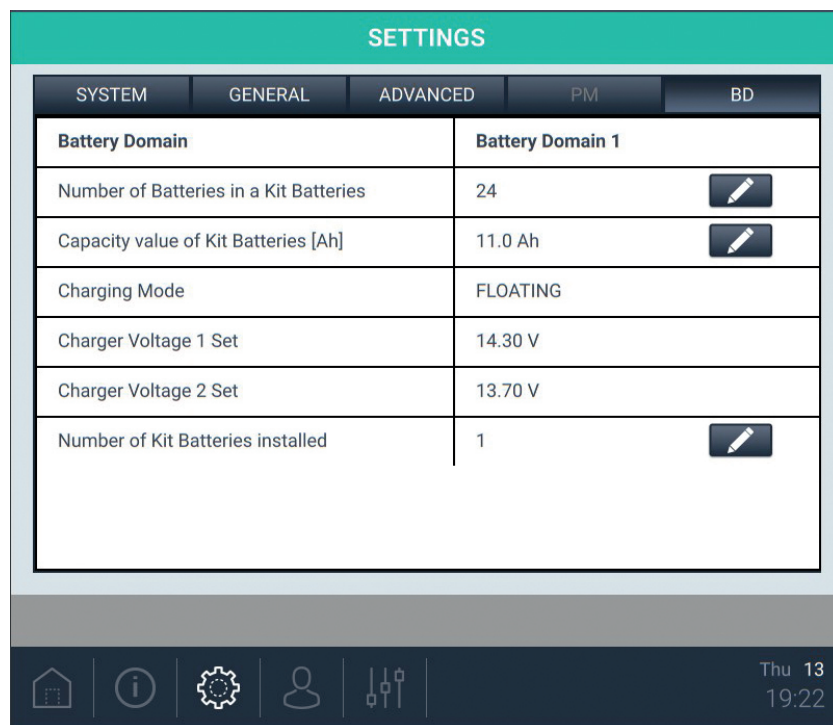 SETTINGS
SYSTEM GENERAL ADVANCED PM BD
Battery Domain Battery Domain 1
Number of Batteries in a Kit Batteries 24
Capacity value of Kit Batteries [Ah] 11.0 Ah
Charging Mode FLOATING
Charger Voltage 1 Set 14.30 V
Charger Voltage 2 Set 13.70 V
Number of Kit Batteries installed 1
Thu 13
19:22